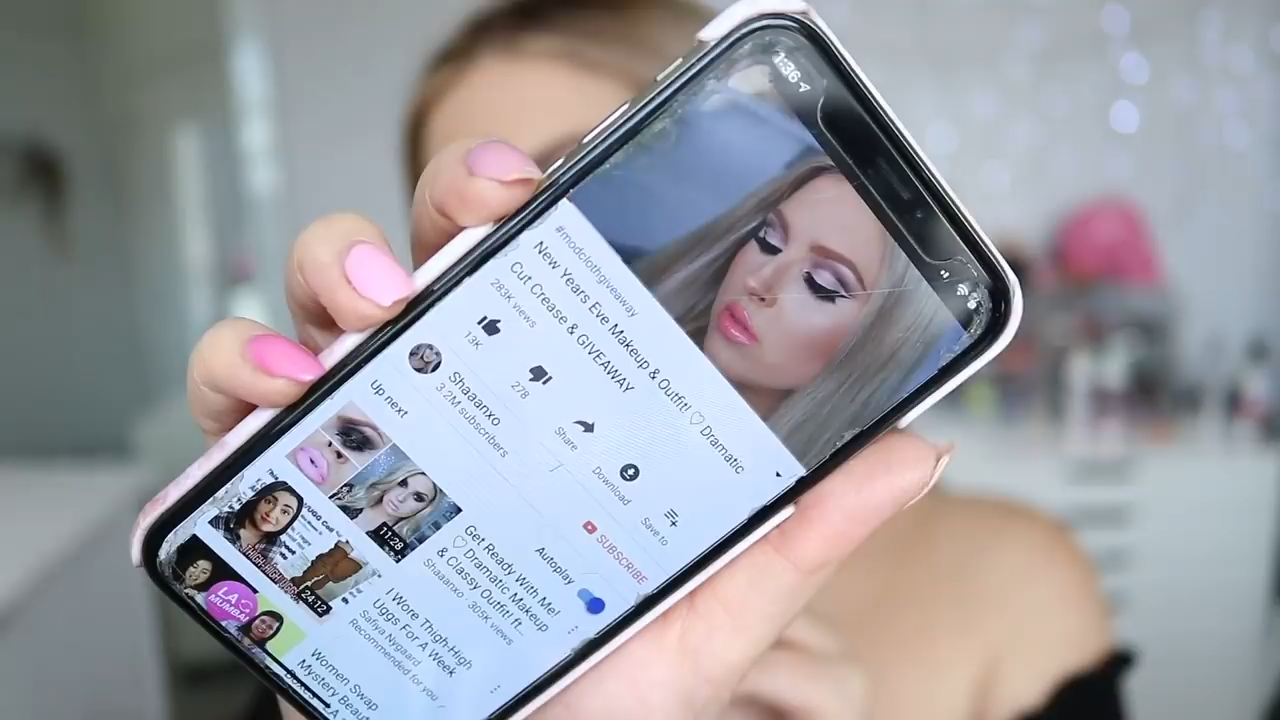 1:36
#modclothgiveaway
New Years Eve Makeup & Outfit! ♡ Dramatic
Cut Crease & GIVEAWAY
283K views
13K
278
Share
Download
Save to
Shaaanxo
3.2M subscribers
SUBSCRIBE
Up next
Autoplay
11:28
Get Ready With Me!
♡ Dramatic Makeup
& Classy Outfit! ft.
Shaaanxo · 305K views
THIGH-HIGH
24:12
I Wore Thigh-High
Uggs For A Week
Safiya Nygaard
Recommended for you
LA
MUMBAI
Women Swap
Mystery